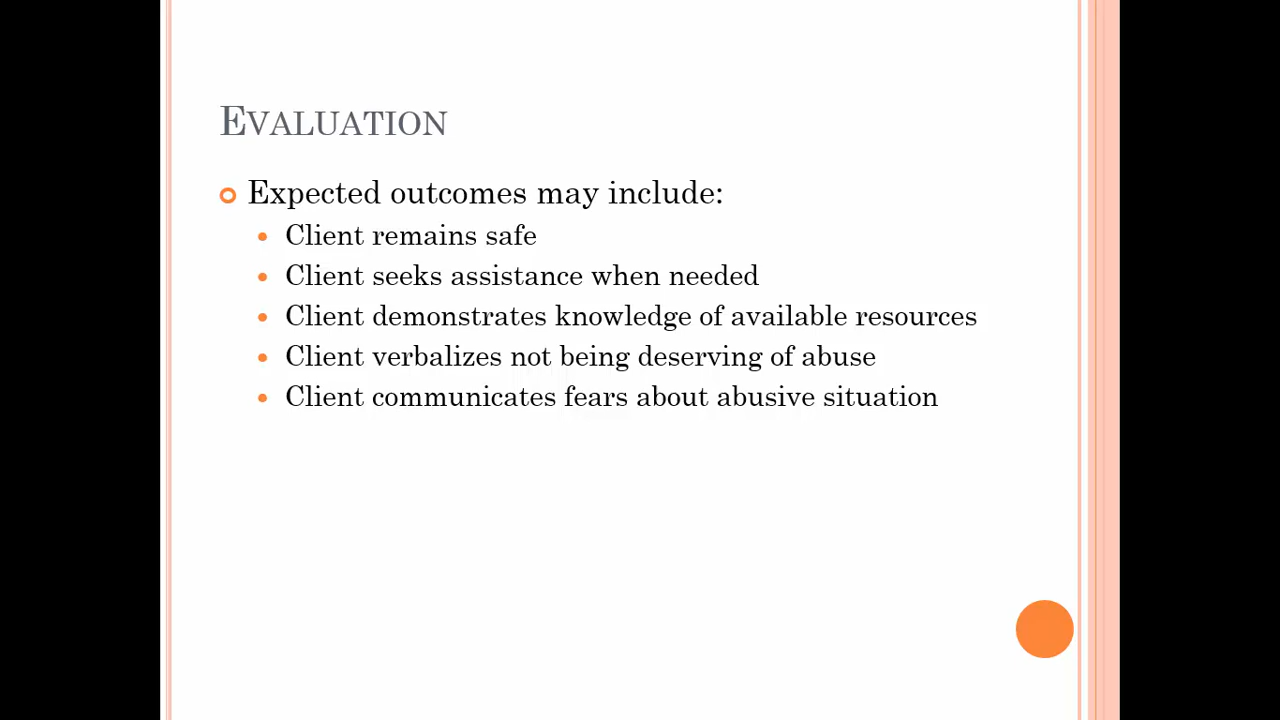 EVALUATION
Expected outcomes may include:
Client remains safe
Client seeks assistance when needed
Client demonstrates knowledge of available resources
Client verbalizes not being deserving of abuse
Client communicates fears about abusive situation